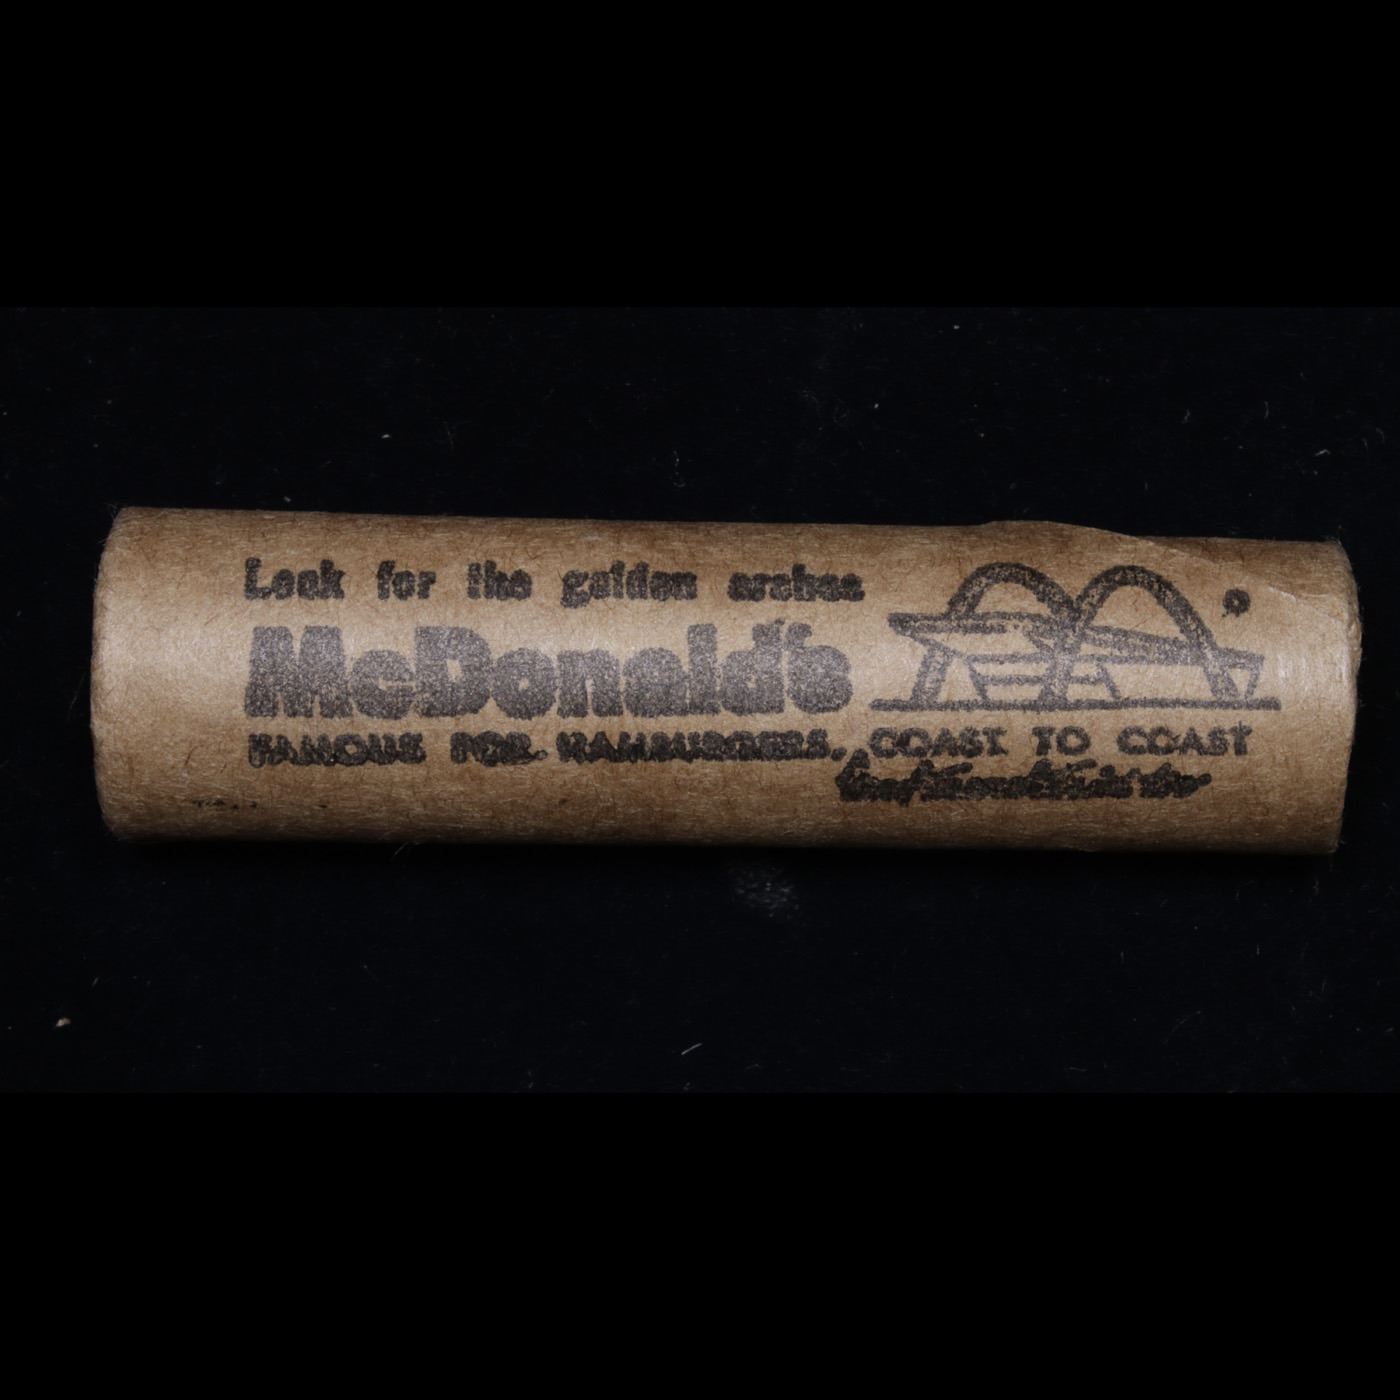 Look for the golden arches
McDonald's
FAMOUS FOR HAMBURGERS, COAST TO COAST